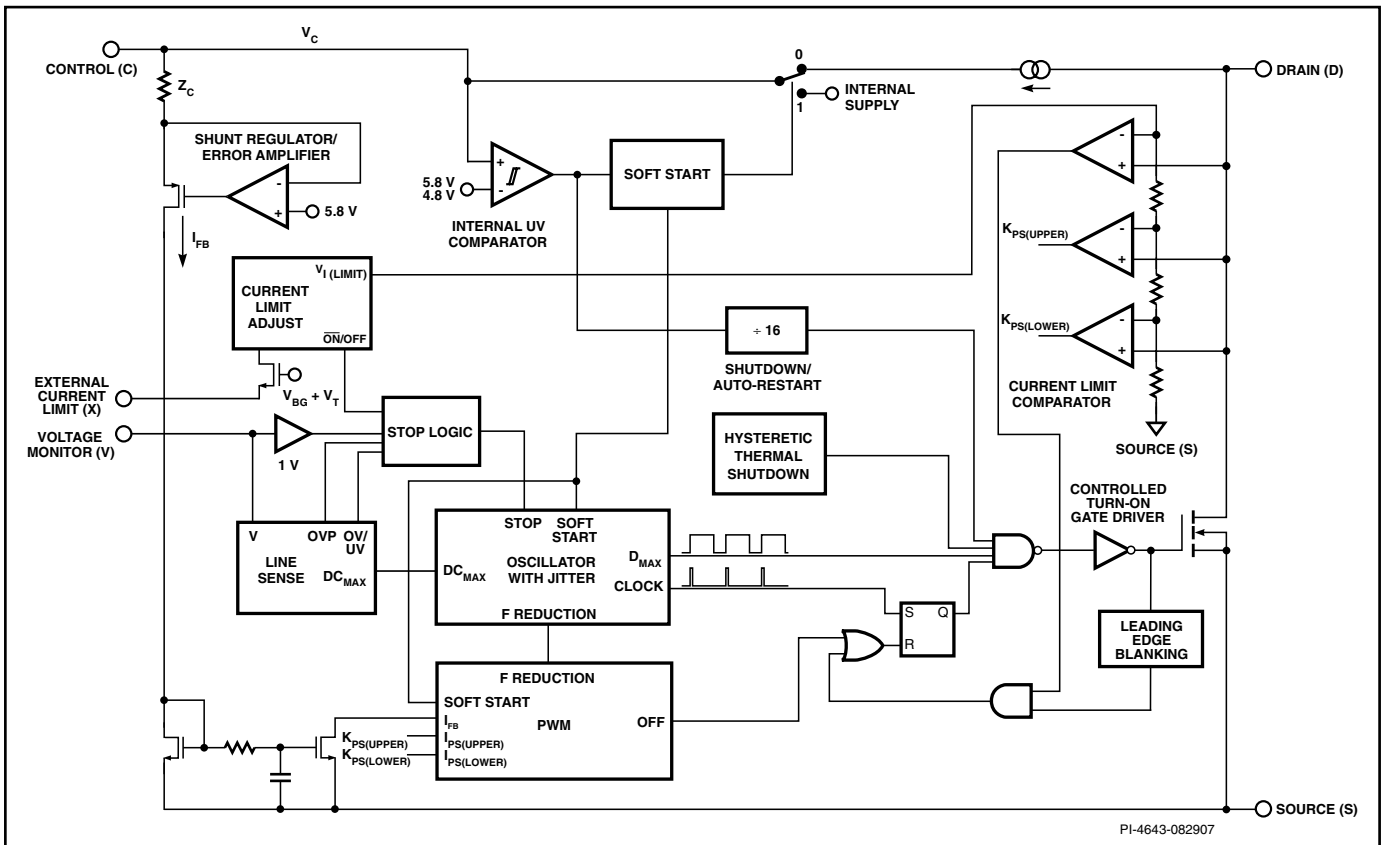 V_C
0
CONTROL (C)
DRAIN (D)
Z_C
1
INTERNAL
SUPPLY
SHUNT REGULATOR/
ERROR AMPLIFIER
-
+
5.8 V
I_FB
+
-
5.8 V
4.8 V
INTERNAL UV
COMPARATOR
SOFT START
-
+
K_PS(UPPER)
-
+
K_PS(LOWER)
-
+
CURRENT LIMIT
COMPARATOR
SOURCE (S)
V_I (LIMIT)
CURRENT
LIMIT
ADJUST
O̅N̅/OFF
÷ 16
SHUTDOWN/
AUTO-RESTART
EXTERNAL
CURRENT
LIMIT (X)
V_BG + V_T
VOLTAGE
MONITOR (V)
1 V
STOP LOGIC
HYSTERETIC
THERMAL
SHUTDOWN
CONTROLLED
TURN-ON
GATE DRIVER
V
OVP
OV/
UV
LINE
SENSE
DC_MAX
STOP
SOFT
START
DC_MAX
OSCILLATOR
WITH JITTER
D_MAX
CLOCK
F REDUCTION
S
Q
R
LEADING
EDGE
BLANKING
F REDUCTION
SOFT START
PWM
OFF
I_FB
K_PS(UPPER)
I_PS(UPPER)
K_PS(LOWER)
I_PS(LOWER)
SOURCE (S)
PI-4643-082907